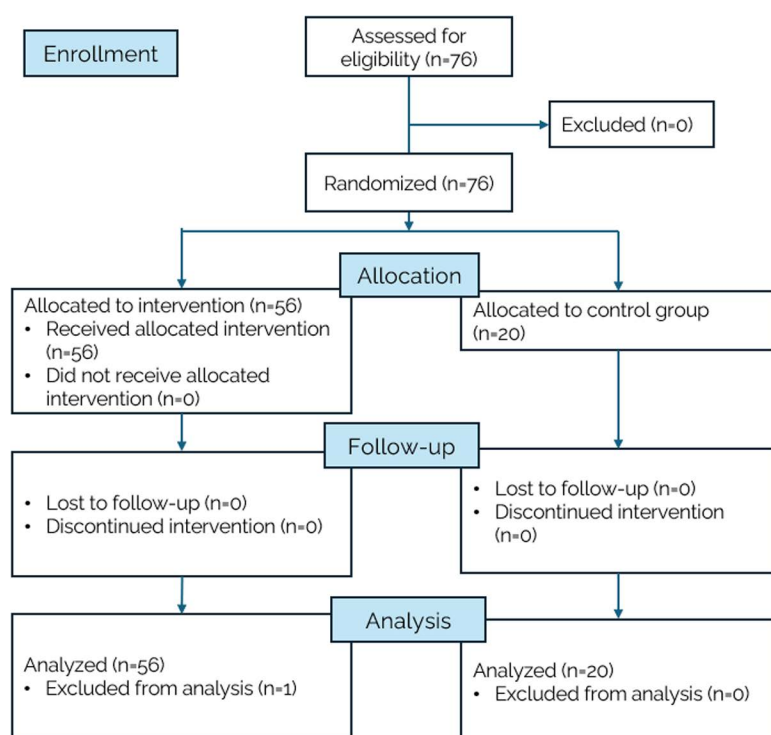 Enrollment
Assessed for
eligibility (n=76)
Excluded (n=0)
Randomized (n=76)
Allocation
Allocated to intervention (n=56)
• Received allocated intervention
(n=56)
• Did not receive allocated
intervention (n=0)
Allocated to control group
(n=20)
Follow-up
• Lost to follow-up (n=0)
• Discontinued intervention (n=0)
• Lost to follow-up (n=0)
• Discontinued intervention
(n=0)
Analysis
Analyzed (n=56)
• Excluded from analysis (n=1)
Analyzed (n=20)
• Excluded from analysis (n=0)